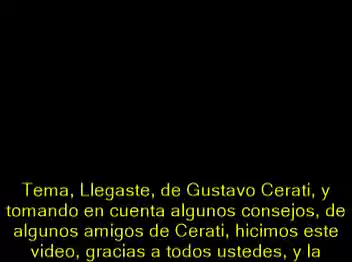 Tema, Llegaste, de Gustavo Cerati, y
tomando en cuenta algunos consejos, de
algunos amigos de Cerati, hicimos este
video, gracias a todos ustedes, y la